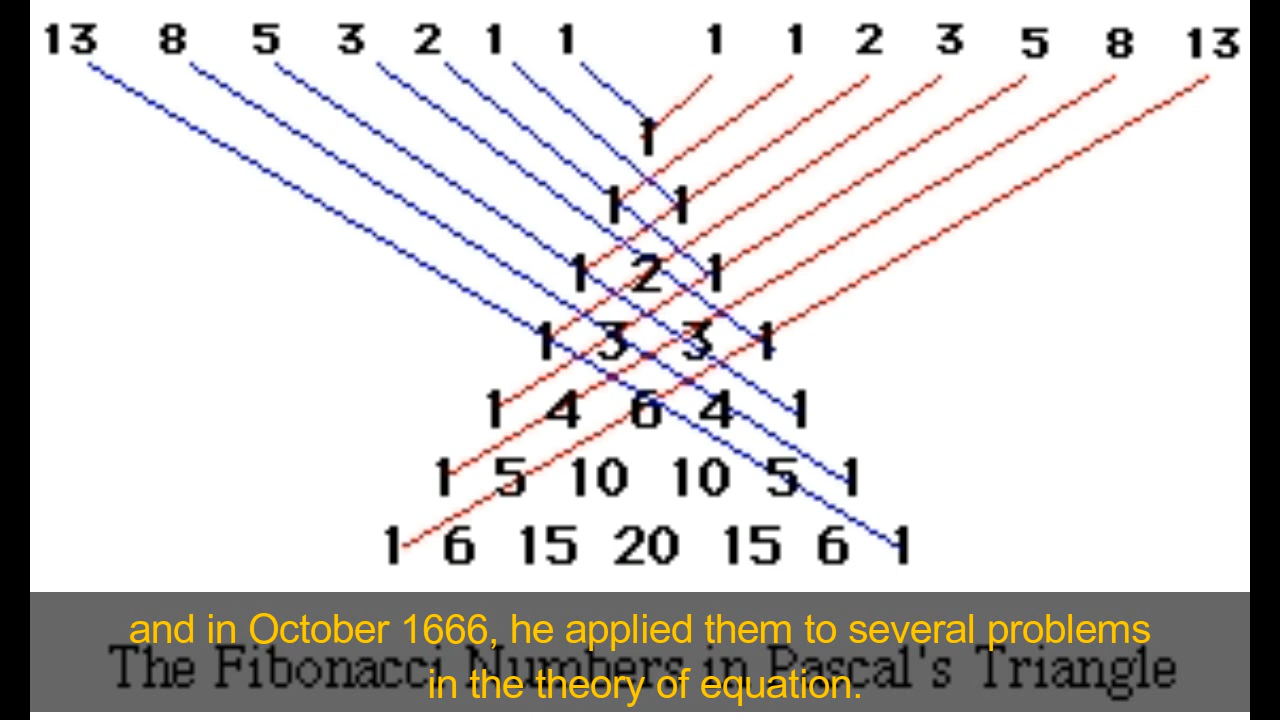 13 8 5 3 2 1 1 1 1 2 3 5 8 13
1
1 1
1 2 1
1 3 3 1
1 4 6 4 1
1 5 10 10 5 1
1 6 15 20 15 6 1
and in October 1666, he applied them to several problems
The Fibonacci Numbers in Pascal's Triangle
in the theory of equation.